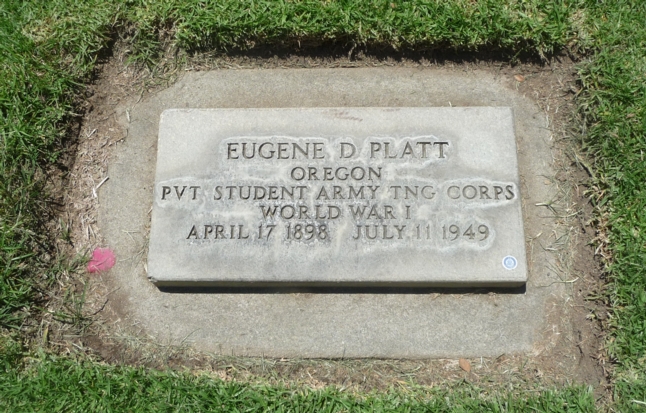 EUGENE D PLATT
OREGON
PVT STUDENT ARMY TNG CORPS
WORLD WAR I
APRIL 17 1898 JULY 11 1949